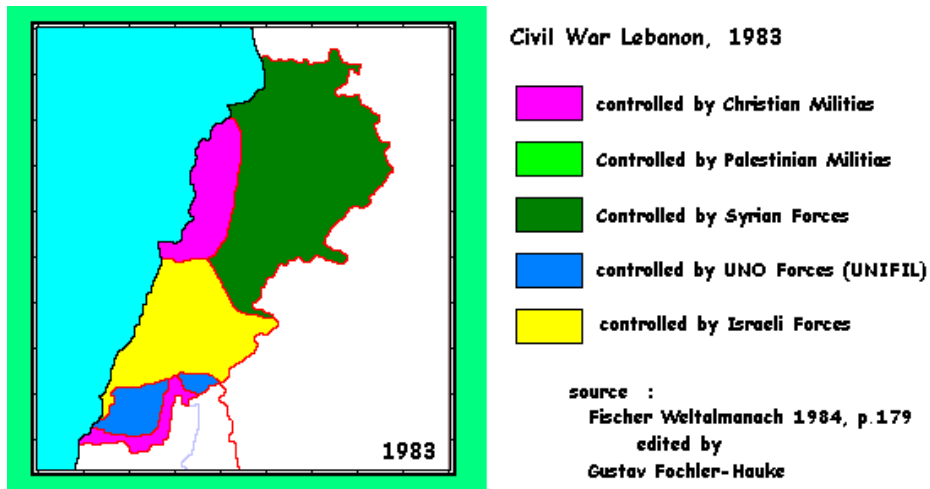 Civil War Lebanon, 1983
controlled by Christian Militias
Controlled by Palestinian Militias
Controlled by Syrian Forces
controlled by UNO Forces (UNIFIL)
controlled by Israeli Forces
source :
Fischer Weltalmanach 1984, p.179
edited by
Gustav Fochler-Hauke
1983